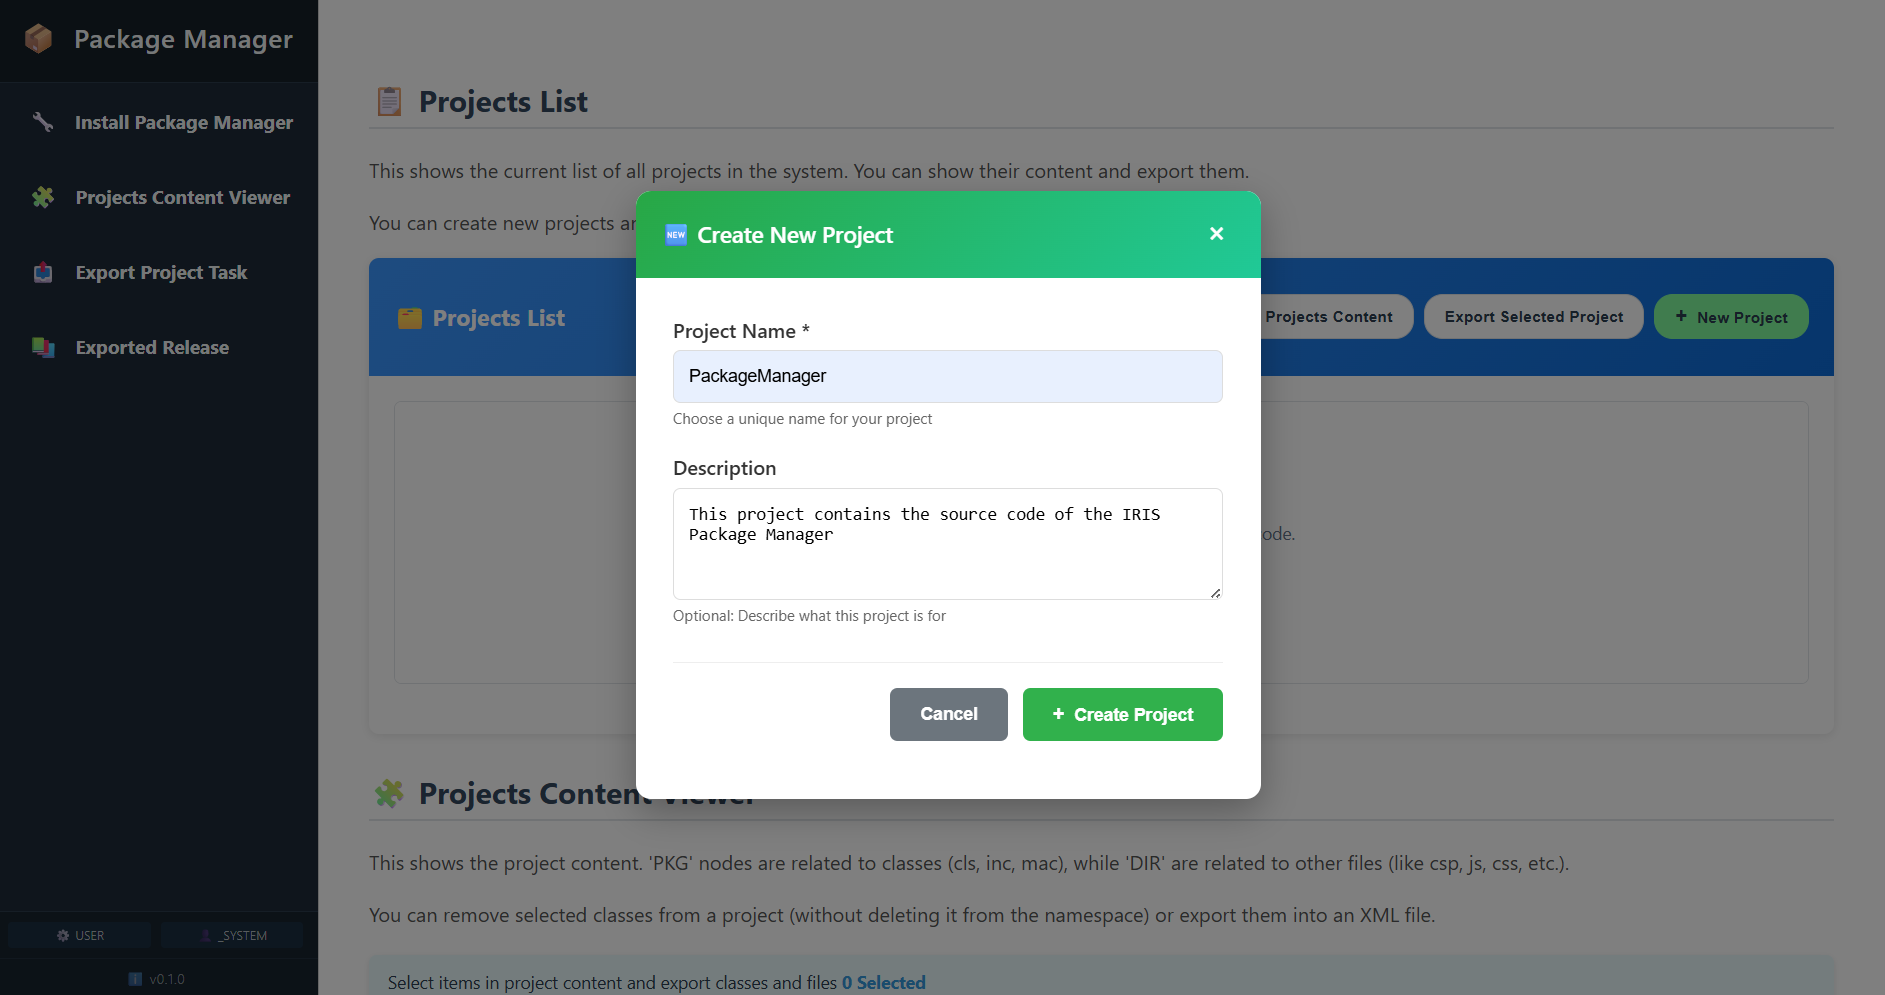 Package Manager
Install Package Manager
Projects Content Viewer
Export Project Task
Exported Release
USER
_SYSTEM
v0.1.0
Projects List
This shows the current list of all projects in the system. You can show their content and export them.
You can create new projects
Projects List
Projects Content
Export Selected Project
+ New Project
ode.
NEW Create New Project
×
Project Name *
PackageManager
Choose a unique name for your project
Description
This project contains the source code of the IRIS
Package Manager
Optional: Describe what this project is for
Cancel
+ Create Project
Projects Content Viewer
This shows the project content. 'PKG' nodes are related to classes (cls, inc, mac), while 'DIR' are related to other files (like csp, js, css, etc.).
You can remove selected classes from a project (without deleting it from the namespace) or export them into an XML file.
Select items in project content and export classes and files 0 Selected